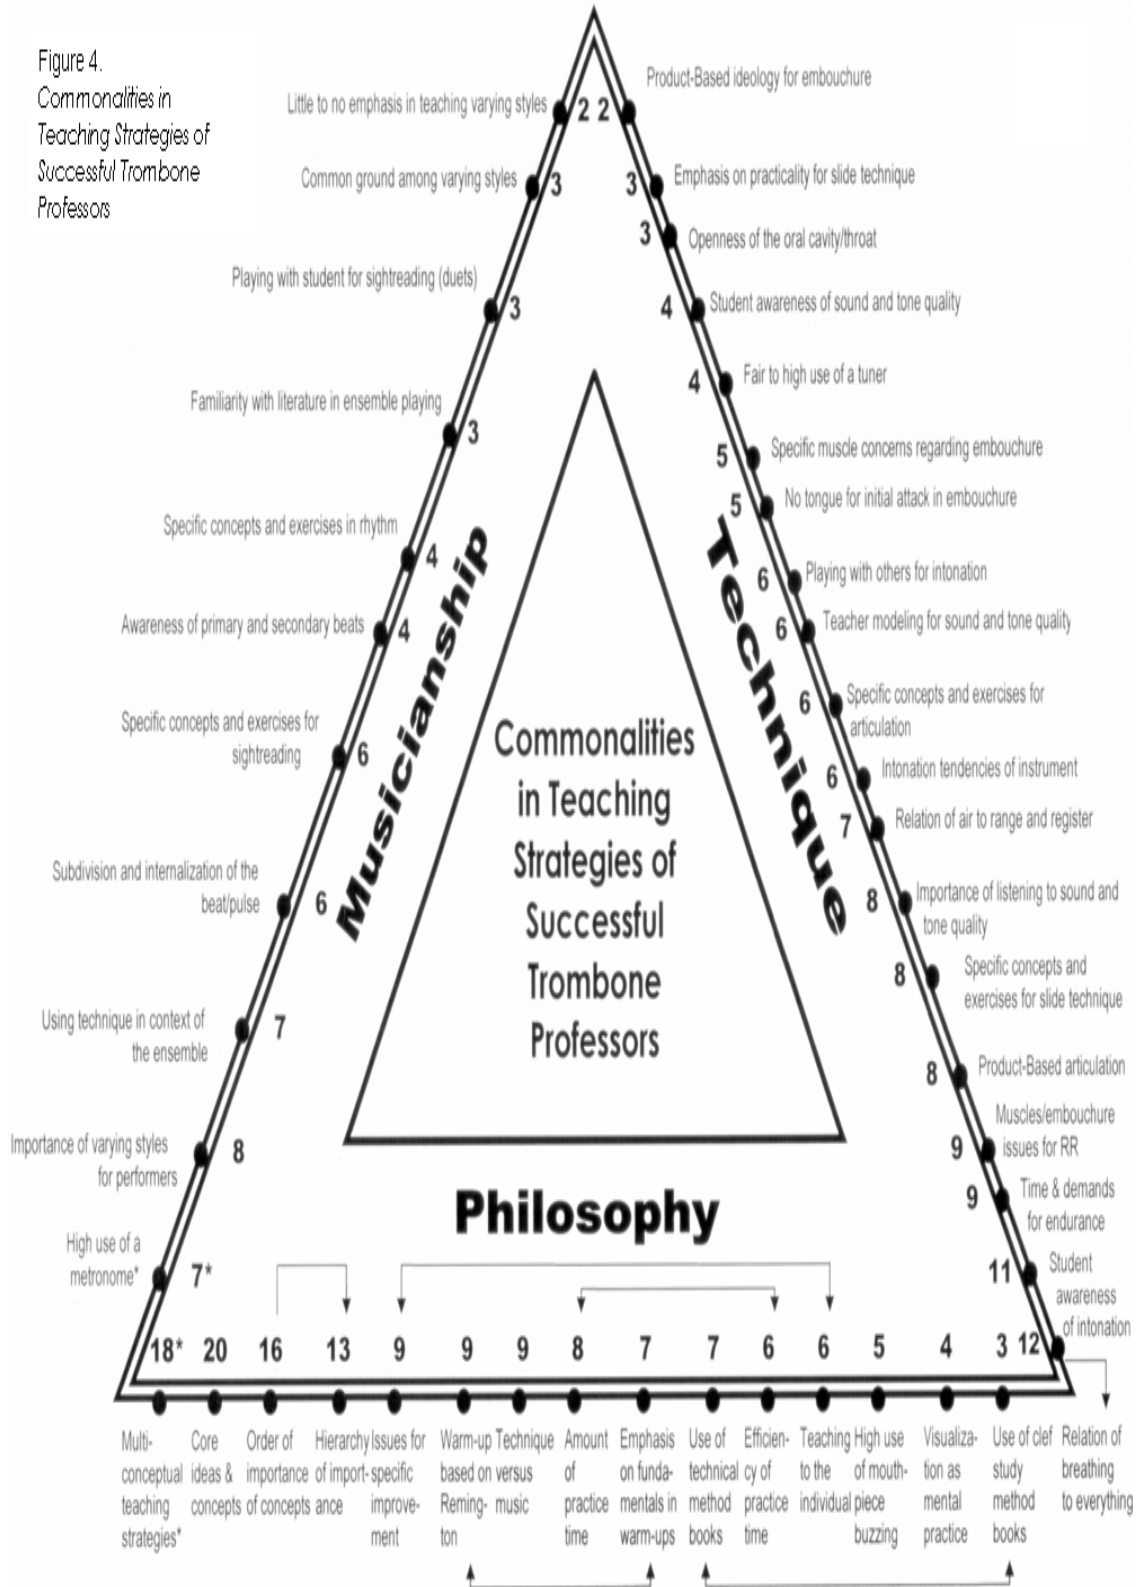 Figure 4.
Commonalities in
Teaching Strategies of
Successful Trombone
Professors
Little to no emphasis in teaching varying styles
2
Common ground among varying styles
3
Playing with student for sightreading (duets)
3
Familiarity with literature in ensemble playing
3
Specific concepts and exercises in rhythm
4
Awareness of primary and secondary beats
4
Specific concepts and exercises for
sightreading
6
Subdivision and internalization of the
beat/pulse
6
Using technique in context of
the ensemble
7
Importance of varying styles
for performers
8
High use of a
metronome*
7*
Musicianship
2
Product-Based ideology for embouchure
3
Emphasis on practicality for slide technique
3
Openness of the oral cavity/throat
4
Student awareness of sound and tone quality
4
Fair to high use of a tuner
5
Specific muscle concerns regarding embouchure
5
No tongue for initial attack in embouchure
6
Playing with others for intonation
6
Teacher modeling for sound and tone quality
6
Specific concepts and exercises for
articulation
6
Intonation tendencies of instrument
7
Relation of air to range and register
8
Importance of listening to sound and
tone quality
8
Specific concepts and
exercises for slide technique
8
Product-Based articulation
9
Muscles/embouchure
issues for RR
9
Time & demands
for endurance
11
Student
awareness
of intonation
12
Relation of
breathing
to everything
Technique
Commonalities
in Teaching
Strategies of
Successful
Trombone
Professors
Philosophy
18*
Multi-
conceptual
teaching
strategies*
20
Core
ideas &
concepts
16
Order of
importance
of concepts
13
Hierarchy
of import-
ance
9
Issues for
specific
improve-
ment
9
Warm-up
based on
Reming-
ton
9
Technique
versus
music
8
Amount
of
practice
time
7
Emphasis
on funda-
mentals in
warm-ups
7
Use of
technical
method
books
6
Efficien-
cy of
practice
time
6
Teaching
to the
individual
5
High use
of mouth-
piece
buzzing
4
Visualiza-
tion as
mental
practice
3
Use of clef
study
method
books